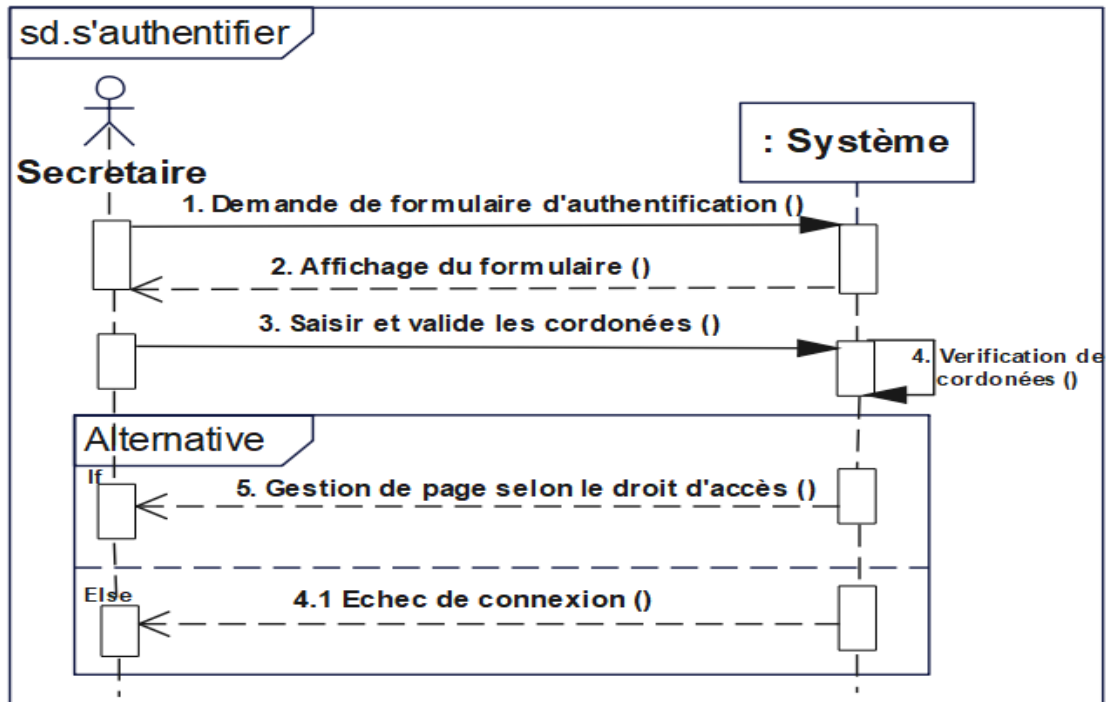 sd.s'authentifier
Secretaire
: Système
1. Demande de formulaire d'authentification ()
2. Affichage du formulaire ()
3. Saisir et valide les cordonées ()
4. Verification de
cordonées ()
Alternative
If
5. Gestion de page selon le droit d'accès ()
Else
4.1 Echec de connexion ()